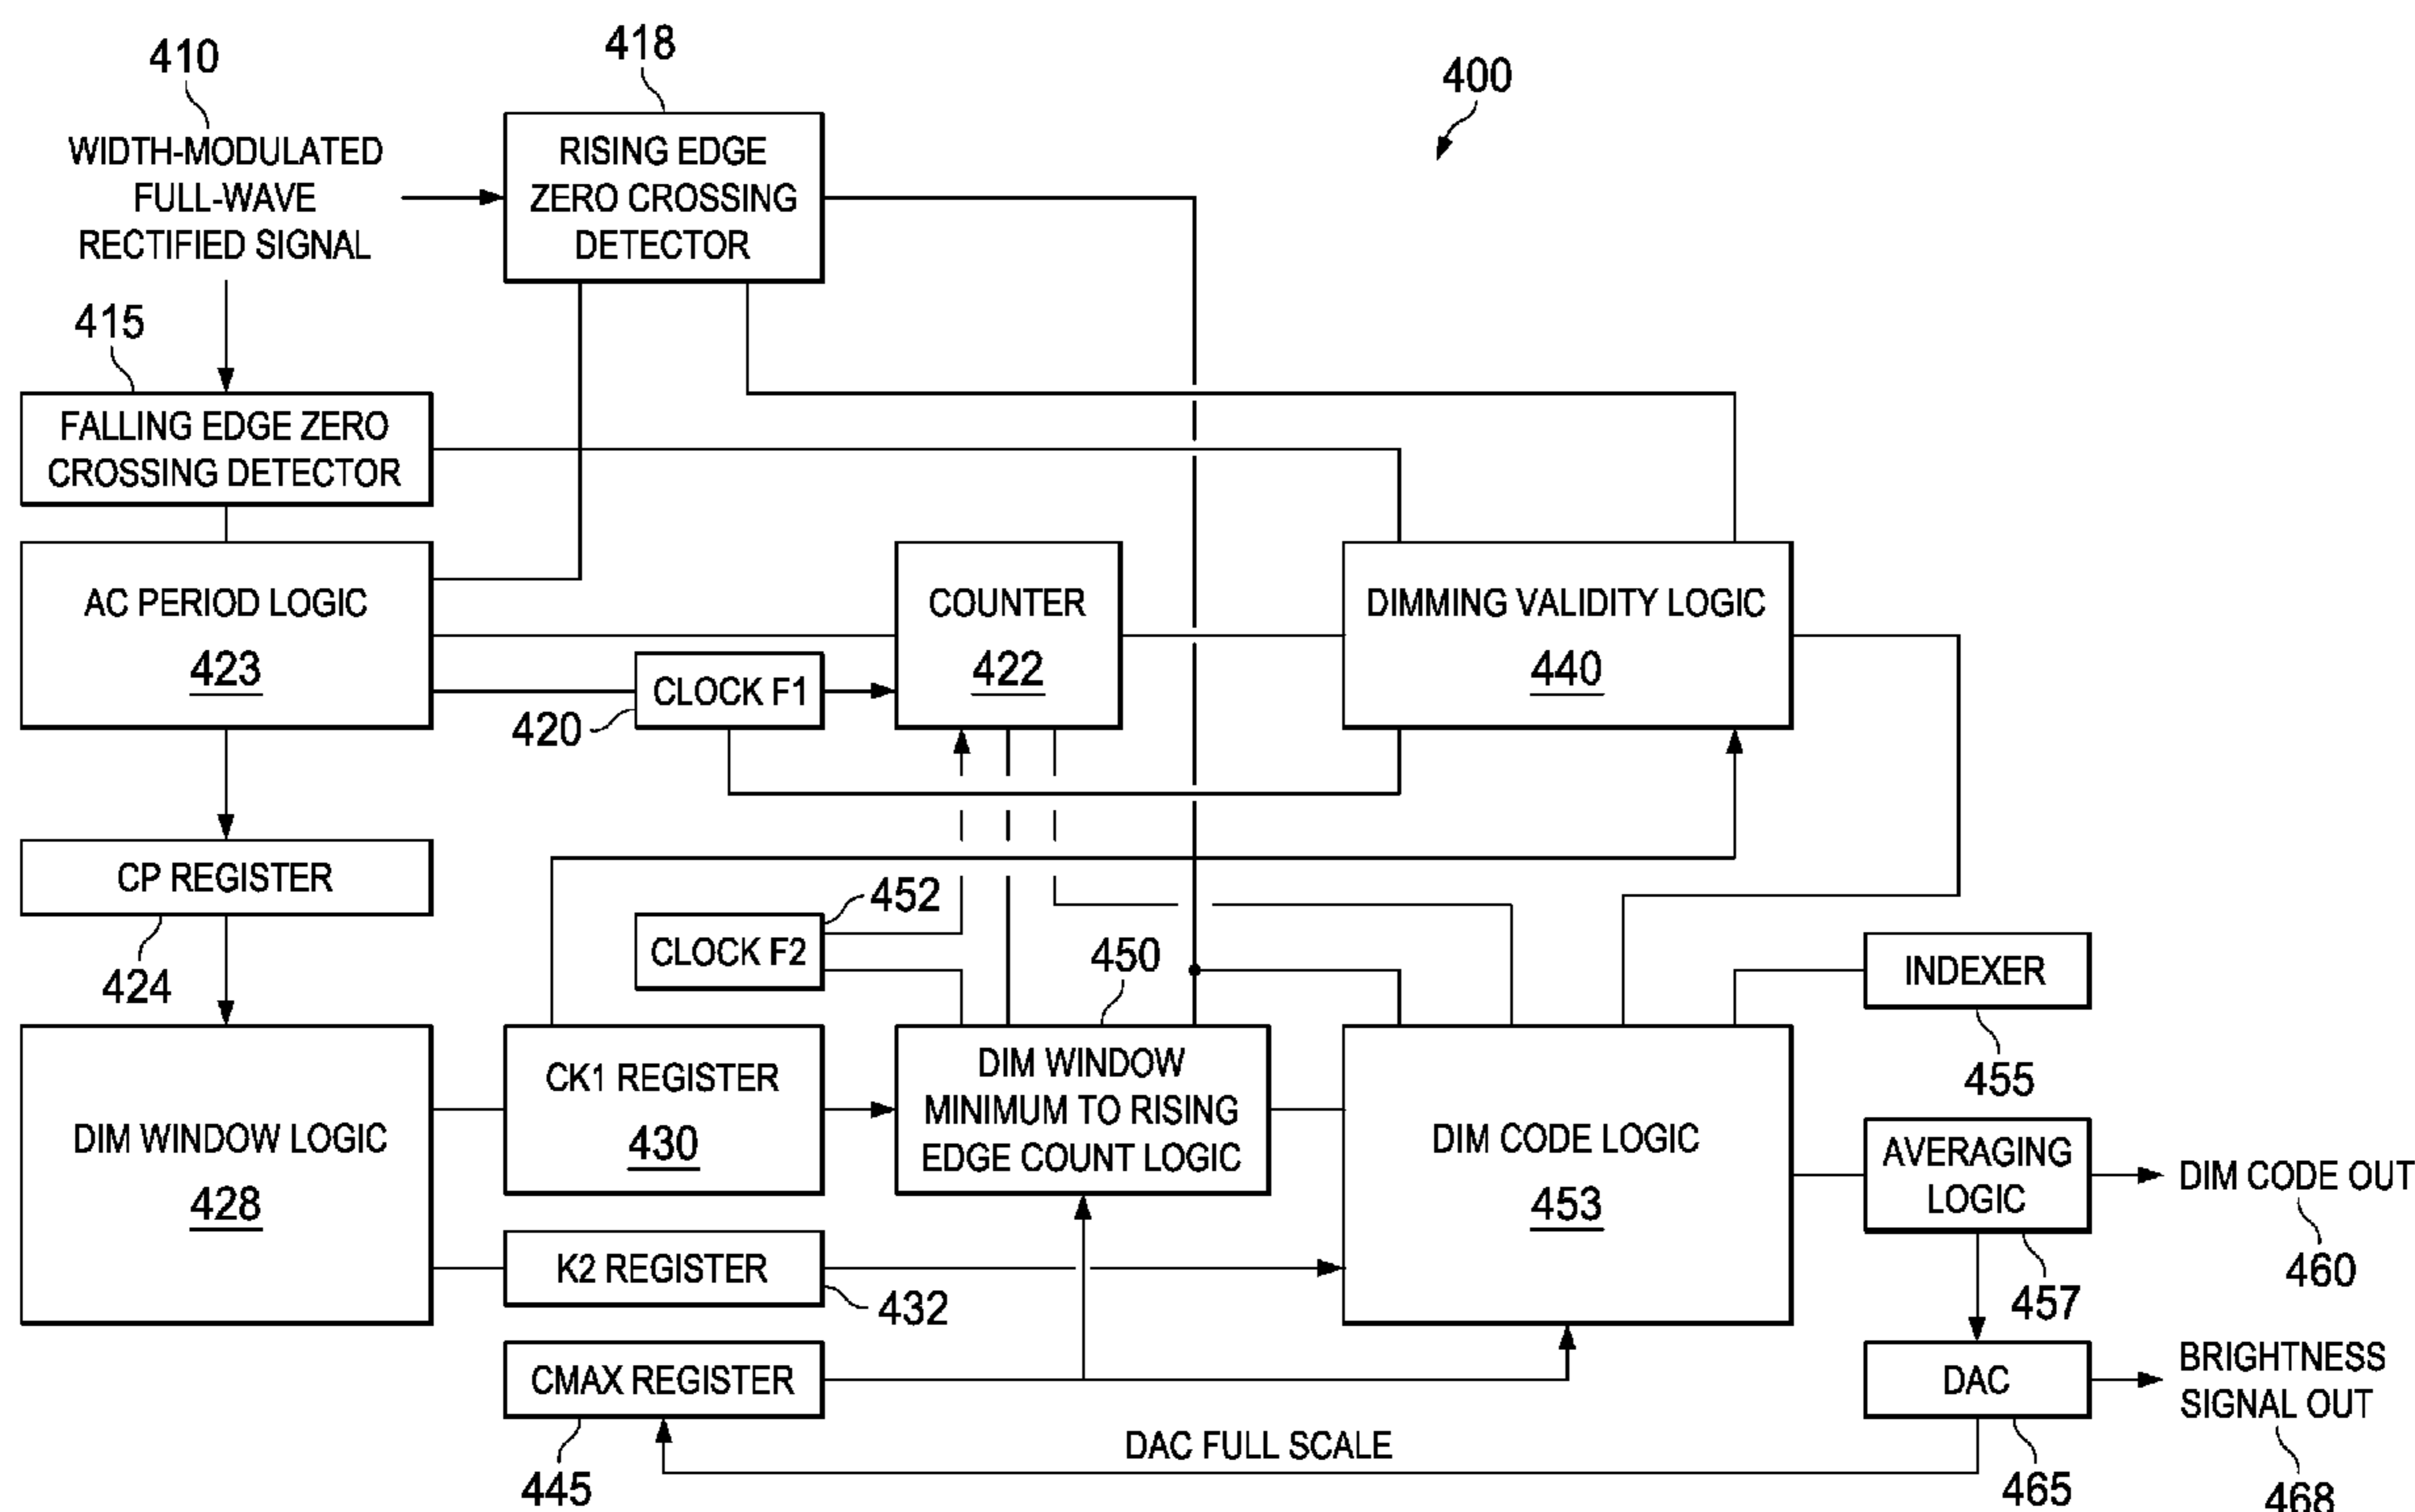 410
418
400
WIDTH-MODULATED
FULL-WAVE
RECTIFIED SIGNAL
RISING EDGE
ZERO CROSSING
DETECTOR
415
FALLING EDGE ZERO
CROSSING DETECTOR
AC PERIOD LOGIC
423
COUNTER
422
DIMMING VALIDITY LOGIC
440
CLOCK F1
420
CP REGISTER
424
452
CLOCK F2
450
INDEXER
455
DIM WINDOW LOGIC
428
CK1 REGISTER
430
DIM WINDOW
MINIMUM TO RISING
EDGE COUNT LOGIC
DIM CODE LOGIC
453
AVERAGING
LOGIC
457
DIM CODE OUT
460
K2 REGISTER
432
CMAX REGISTER
445
DAC FULL SCALE
DAC
465
BRIGHTNESS
SIGNAL OUT
468